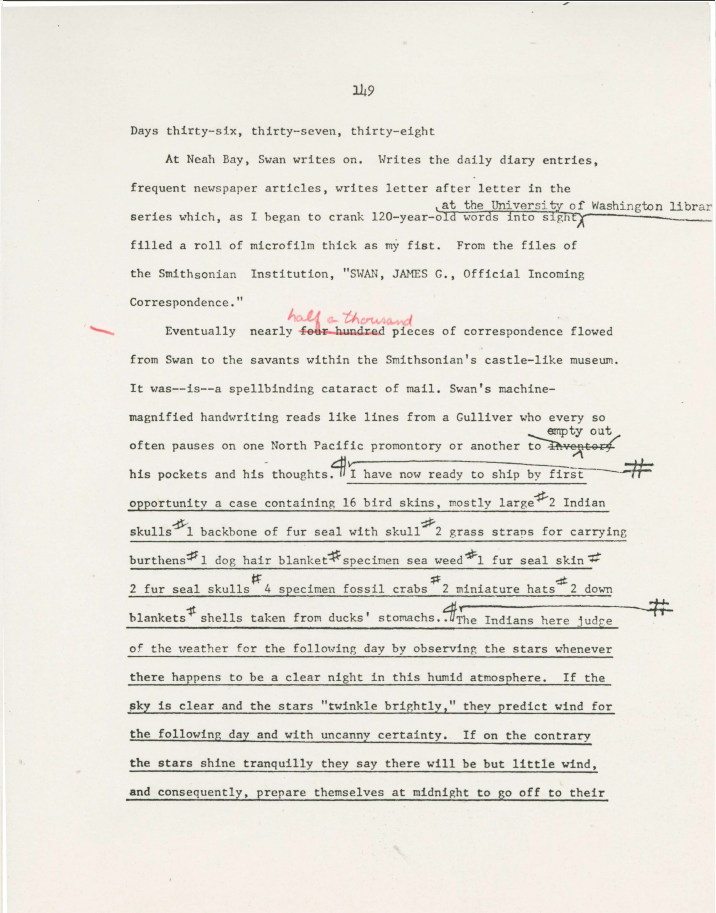 149
Days thirty-six, thirty-seven, thirty-eight
At Neah Bay, Swan writes on. Writes the daily diary entries,
frequent newspaper articles, writes letter after letter in the
at the University of Washington librar
series which, as I began to crank 120-year-old words into sight,
filled a roll of microfilm thick as my fist. From the files of
the Smithsonian Institution, "SWAN, JAMES G., Official Incoming
Correspondence."
half a thousand
Eventually nearly four hundred pieces of correspondence flowed
from Swan to the savants within the Smithsonian's castle-like museum.
It was--is--a spellbinding cataract of mail. Swan's machine-
magnified handwriting reads like lines from a Gulliver who every so
empty out
often pauses on one North Pacific promontory or another to inventory
his pockets and his thoughts. # I have now ready to ship by first #
opportunity a case containing 16 bird skins, mostly large # 2 Indian
skulls # 1 backbone of fur seal with skull # 2 grass straps for carrying
burthens # 1 dog hair blanket # specimen sea weed # 1 fur seal skin #
2 fur seal skulls # 4 specimen fossil crabs # 2 miniature hats # 2 down
blankets # shells taken from ducks' stomachs.. # The Indians here judge #
of the weather for the following day by observing the stars whenever
there happens to be a clear night in this humid atmosphere. If the
sky is clear and the stars "twinkle brightly," they predict wind for
the following day and with uncanny certainty. If on the contrary
the stars shine tranquilly they say there will be but little wind,
and consequently, prepare themselves at midnight to go off to their